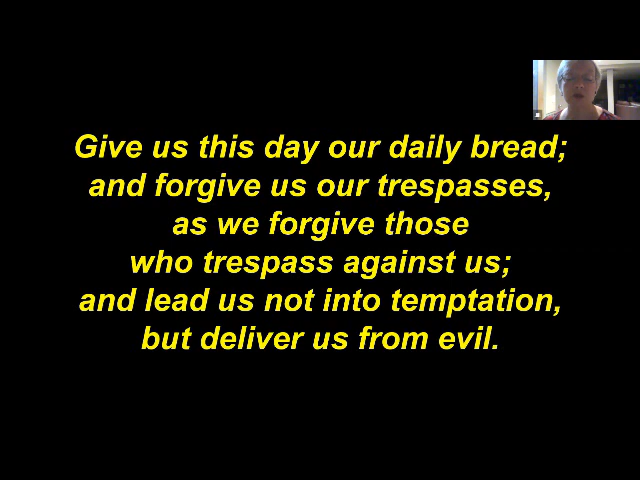 Give us this day our daily bread;
and forgive us our trespasses,
as we forgive those
who trespass against us;
and lead us not into temptation,
but deliver us from evil.